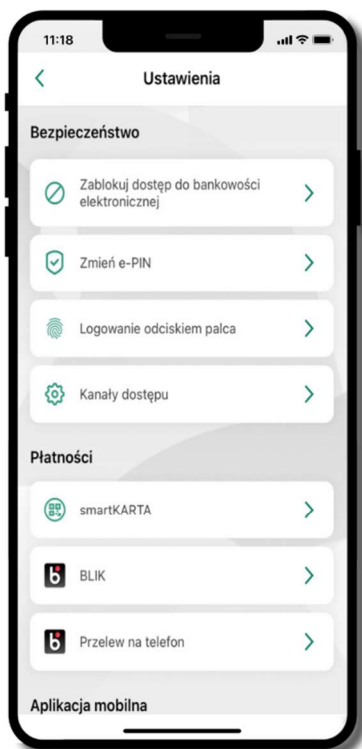 11:18
Ustawienia
Bezpieczeństwo
Zablokuj dostęp do bankowości
elektronicznej
Zmień e-PIN
Logowanie odciskiem palca
Kanały dostępu
Płatności
smartKARTA
BLIK
Przelew na telefon
Aplikacja mobilna